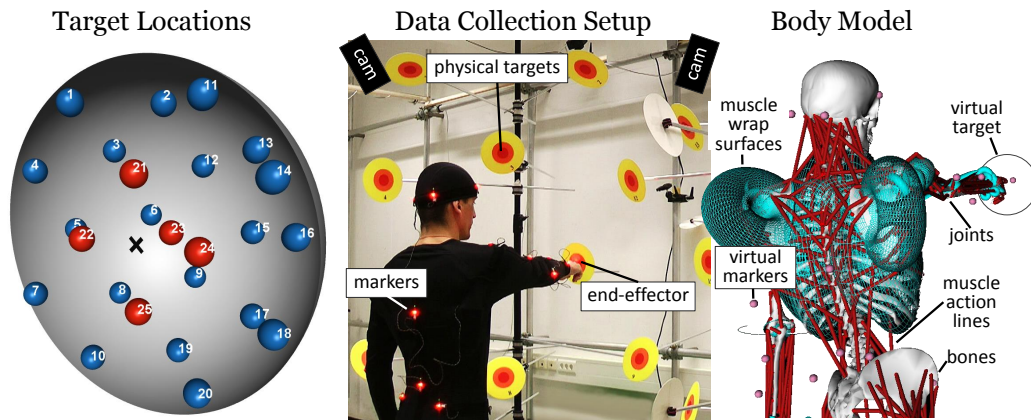 Target Locations
Data Collection Setup
Body Model
1
2
11
3
21
12
13
14
4
5
22
6
23
24
15
16
9
7
8
25
17
18
10
19
20
cam
cam
physical targets
markers
end-effector
muscle
wrap
surfaces
virtual
target
joints
virtual
markers
muscle
action
lines
bones